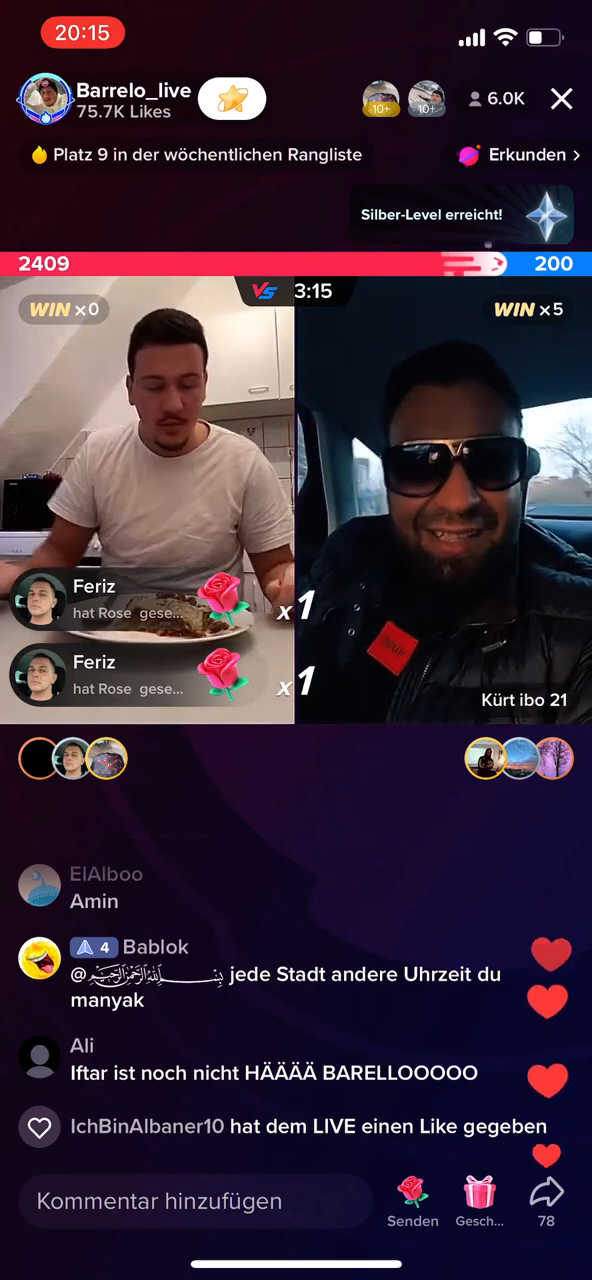 20:15
Barrelo_live
75.7K Likes
10+
10+
6.0K
Platz 9 in der wöchentlichen Rangliste
Erkunden >
Silber-Level erreicht!
2409
200
VS
3:15
WIN x0
WIN x5
Feriz
hat Rose gese...
x1
Feriz
hat Rose gese...
x1
Kürt ibo 21
ElAlboo
Amin
4 Bablok
@﷽ jede Stadt andere Uhrzeit du
manyak
Ali
Iftar ist noch nicht HÄÄÄÄ BARELLOOOOO
IchBinAlbaner10 hat dem LIVE einen Like gegeben
Kommentar hinzufügen
Senden
Gesch...
78